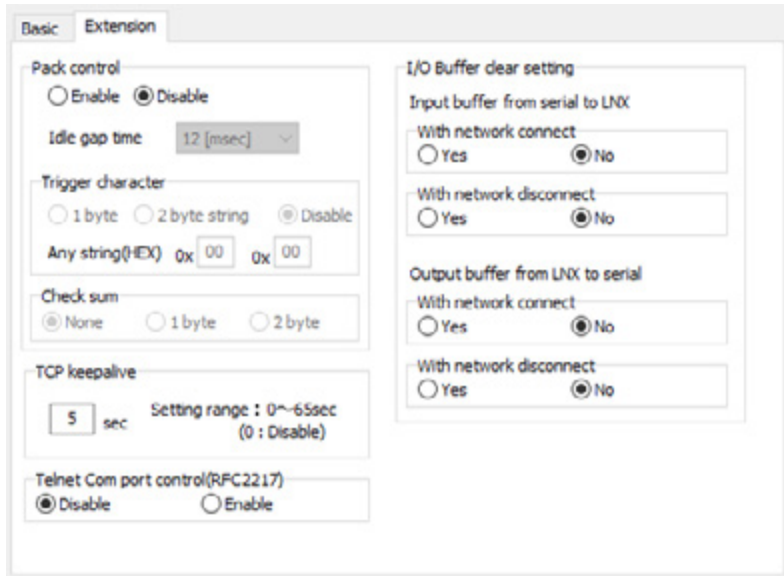 Basic
Extension
Pack control
Enable Disable
Idle gap time 12 [msec]
Trigger character
1 byte 2 byte string Disable
Any string(HEX) 0x 00 0x 00
Check sum
None 1 byte 2 byte
TCP keepalive
5 sec Setting range : 0~65sec
(0 : Disable)
Telnet Com port control(RFC2217)
Disable Enable
I/O Buffer clear setting
Input buffer from serial to LNX
With network connect
Yes No
With network disconnect
Yes No
Output buffer from LNX to serial
With network connect
Yes No
With network disconnect
Yes No